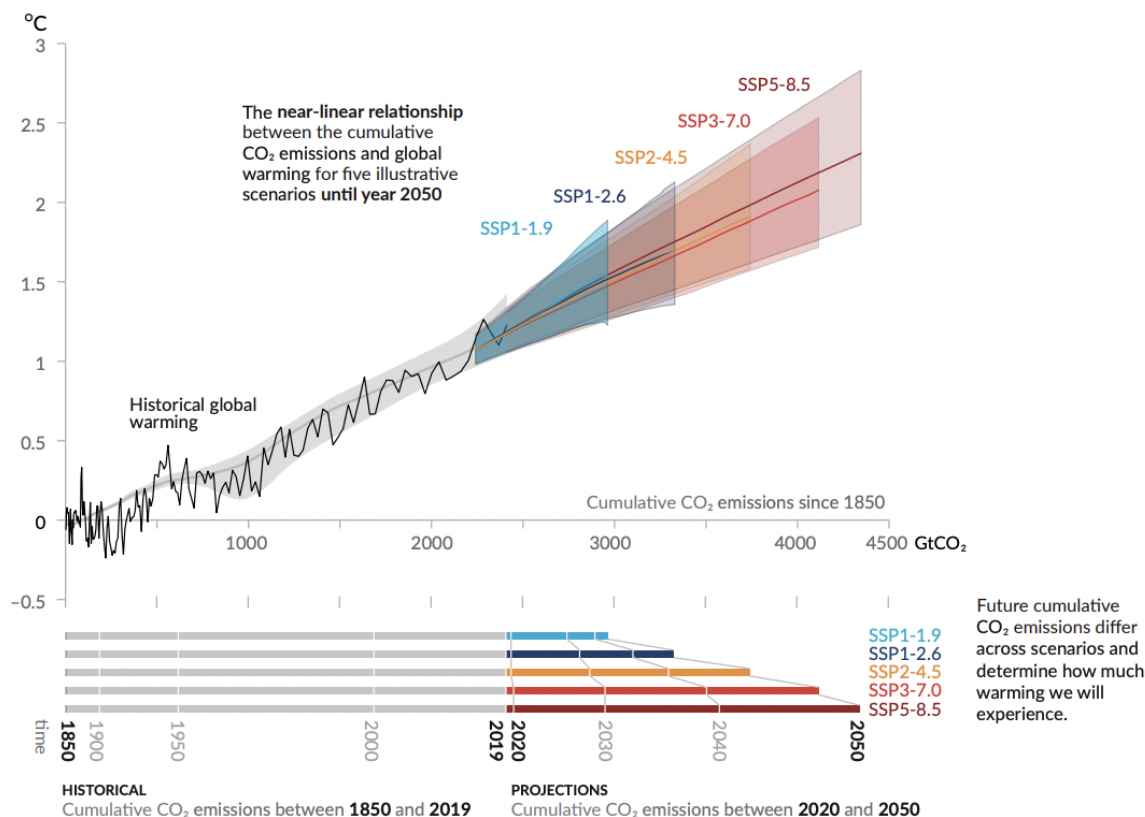 °C
3
SSP5-8.5
The near-linear relationship
between the cumulative
CO₂ emissions and global
warming for five illustrative
scenarios until year 2050
2.5
SSP3-7.0
SSP2-4.5
SSP1-2.6
2
SSP1-1.9
1.5
1
Historical global
warming
0.5
Cumulative CO₂ emissions since 1850
0
1000
2000
3000
4000
4500 GtCO₂
−0.5
Future cumulative
CO₂ emissions differ
across scenarios and
determine how much
warming we will
experience.
SSP1-1.9
SSP1-2.6
SSP2-4.5
SSP3-7.0
SSP5-8.5
time
1850
1900
1950
2000
2019
2020
2030
2040
2050
HISTORICAL
Cumulative CO₂ emissions between 1850 and 2019
PROJECTIONS
Cumulative CO₂ emissions between 2020 and 2050